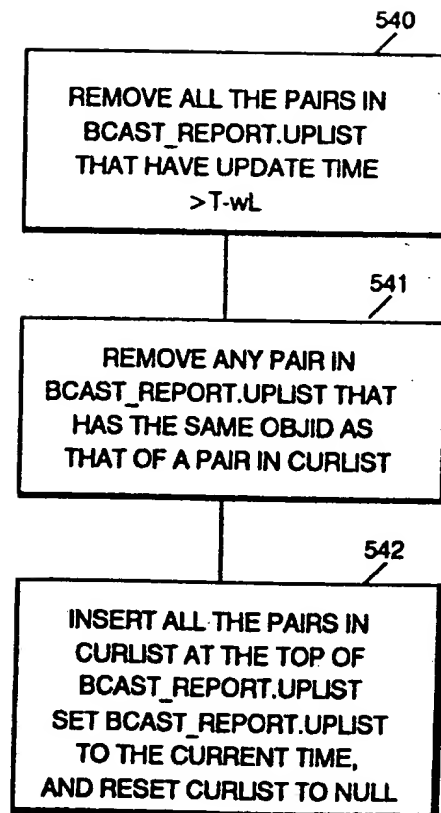 540
REMOVE ALL THE PAIRS IN
BCAST_REPORT.UPLIST
THAT HAVE UPDATE TIME
>T-wL
541
REMOVE ANY PAIR IN
BCAST_REPORT.UPLIST THAT
HAS THE SAME OBJID AS
THAT OF A PAIR IN CURLIST
542
INSERT ALL THE PAIRS IN
CURLIST AT THE TOP OF
BCAST_REPORT.UPLIST
SET BCAST_REPORT.UPLIST
TO THE CURRENT TIME,
AND RESET CURLIST TO NULL